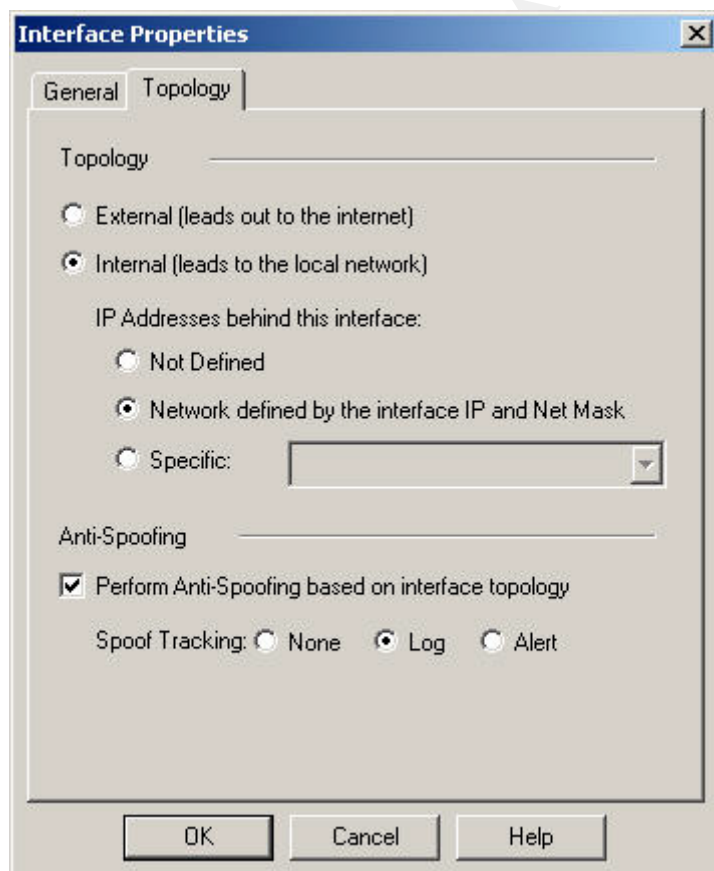 Interface Properties
General Topology
Topology
External (leads out to the internet)
Internal (leads to the local network)
IP Addresses behind this interface:
Not Defined
Network defined by the interface IP and Net Mask
Specific:
Anti-Spoofing
Perform Anti-Spoofing based on interface topology
Spoof Tracking: None Log Alert
OK Cancel Help